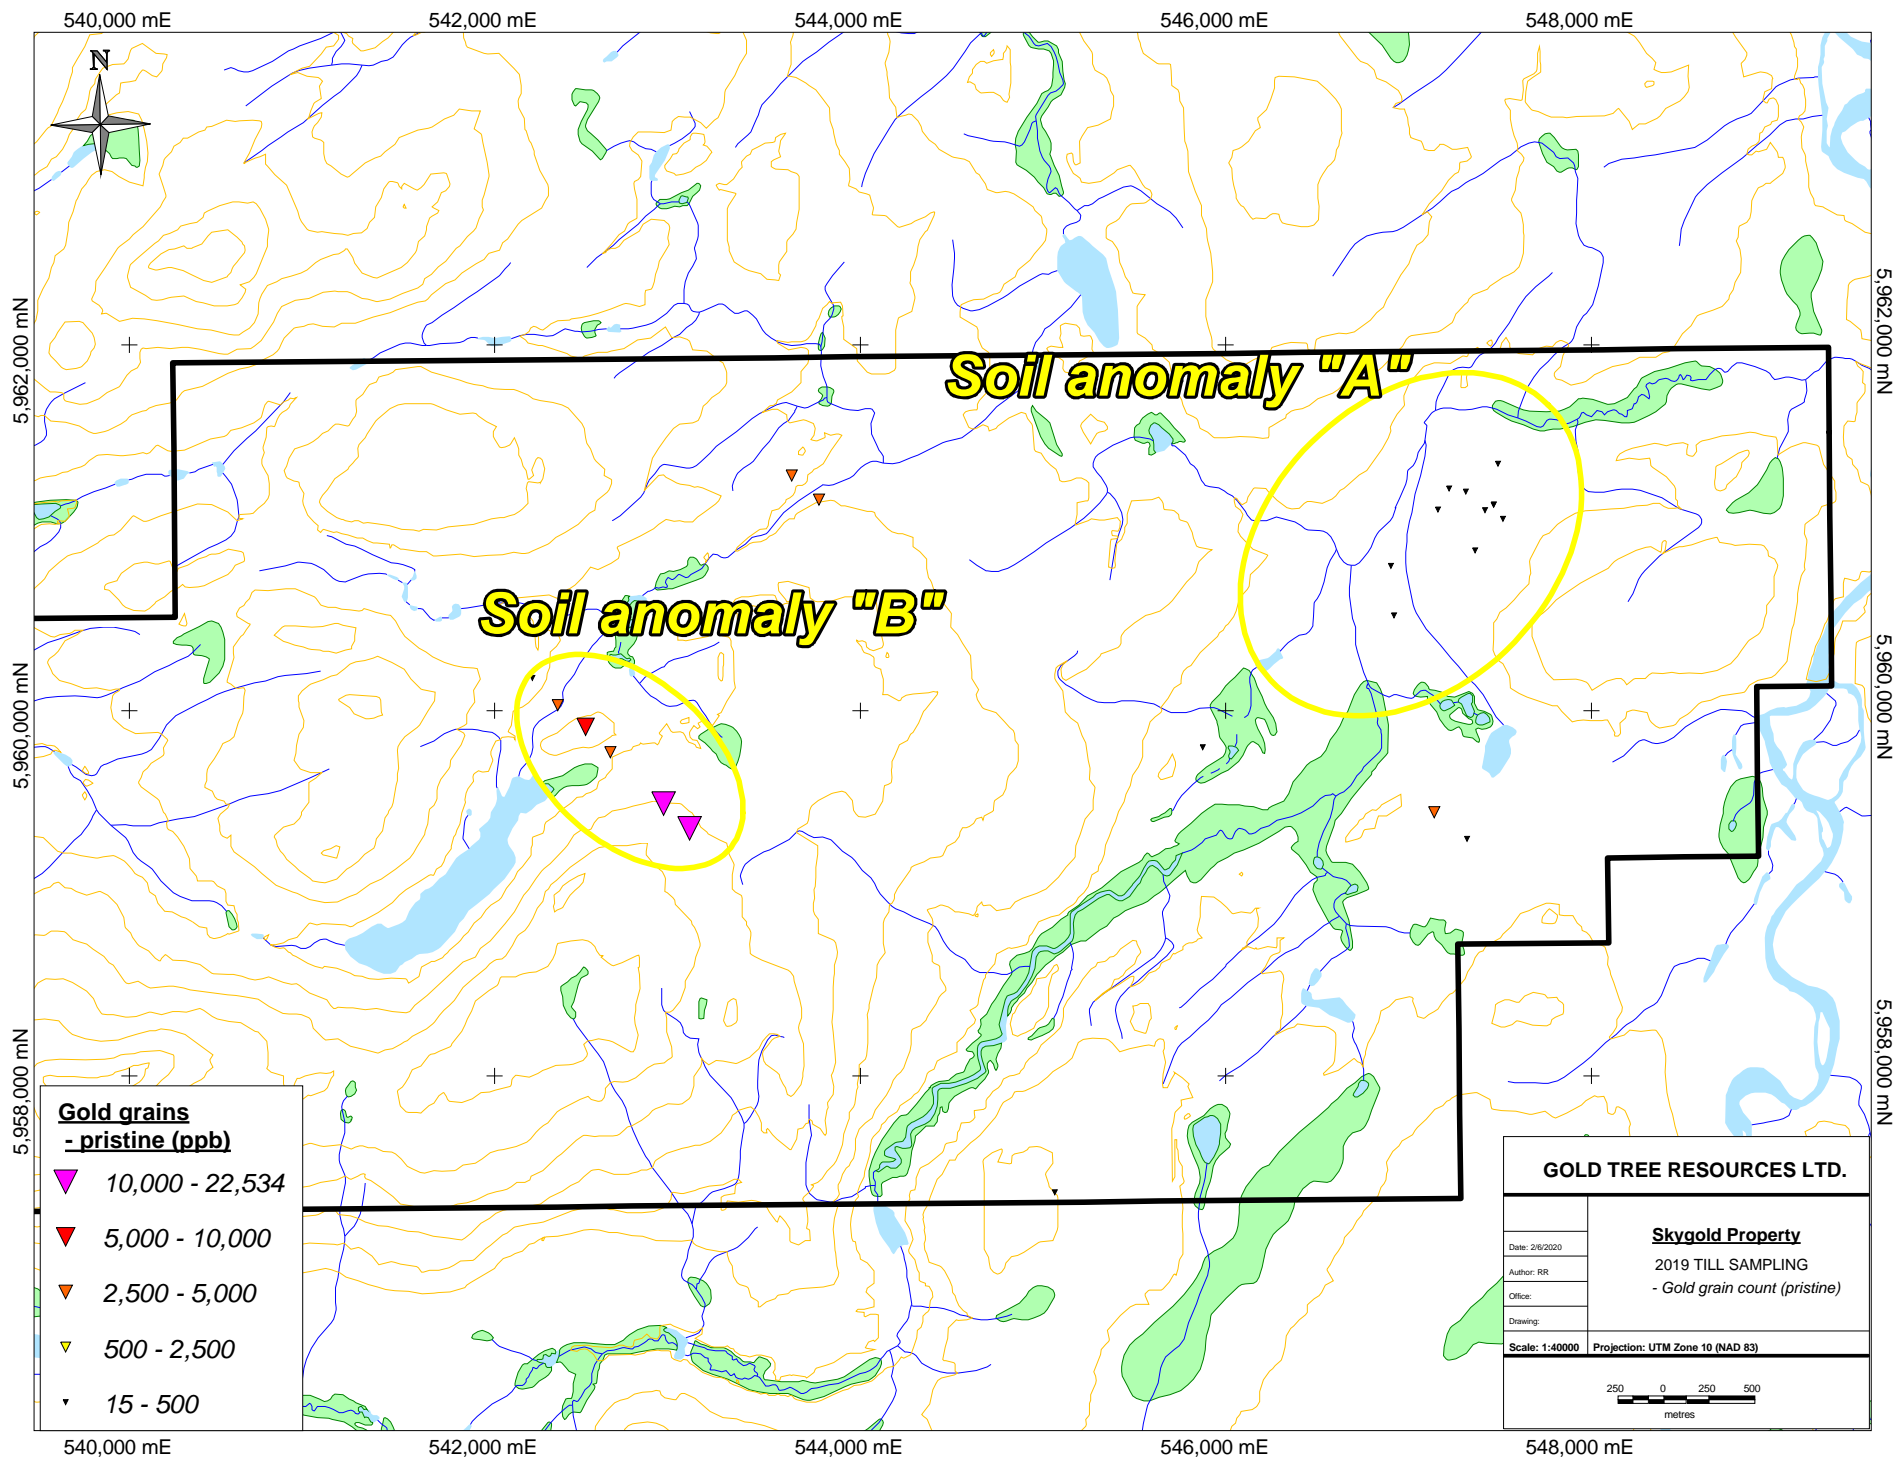 540,000 mE
542,000 mE
544,000 mE
546,000 mE
548,000 mE
N
5,962,000 mN
5,962,000 mN
Soil anomaly "A"
Soil anomaly "B"
5,960,000 mN
5,960,000 mN
5,958,000 mN
5,958,000 mN
Gold grains
- pristine (ppb)
10,000 - 22,534
5,000 - 10,000
2,500 - 5,000
500 - 2,500
15 - 500
GOLD TREE RESOURCES LTD.
Date: 2/6/2020
Author: RR
Office:
Drawing:
Skygold Property
2019 TILL SAMPLING
- Gold grain count (pristine)
Scale: 1:40000
Projection: UTM Zone 10 (NAD 83)
250 0 250 500
metres
540,000 mE
542,000 mE
544,000 mE
546,000 mE
548,000 mE